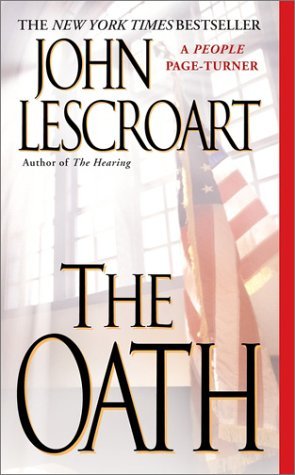 THE NEW YORK TIMES BESTSELLER
A PEOPLE
PAGE-TURNER
JOHN
LESCROART
Author of The Hearing
THE
OATH